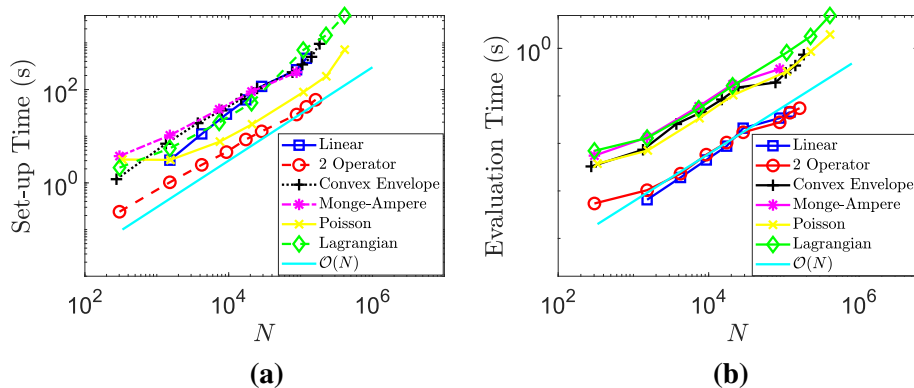 Set-up Time (s)
10^2
10^0
Linear
2 Operator
Convex Envelope
Monge-Ampere
Poisson
Lagrangian
𝒪(N)
10^2
10^4
10^6
N
(a)
Evaluation Time (s)
10^0
Linear
2 Operator
Convex Envelope
Monge-Ampere
Poisson
Lagrangian
𝒪(N)
10^2
10^4
10^6
N
(b)